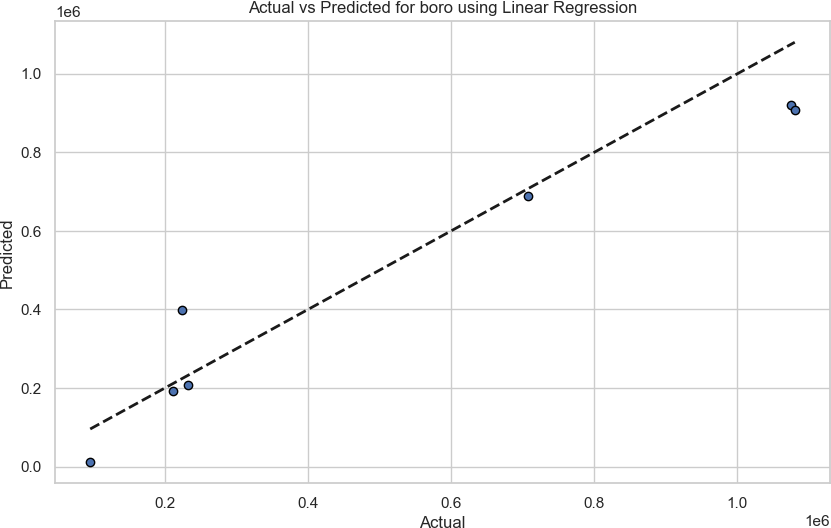 Actual vs Predicted for boro using Linear Regression
1e6
1.0
0.8
0.6
0.4
0.2
0.0
Predicted
0.2 0.4 0.6 0.8 1.0
Actual
1e6